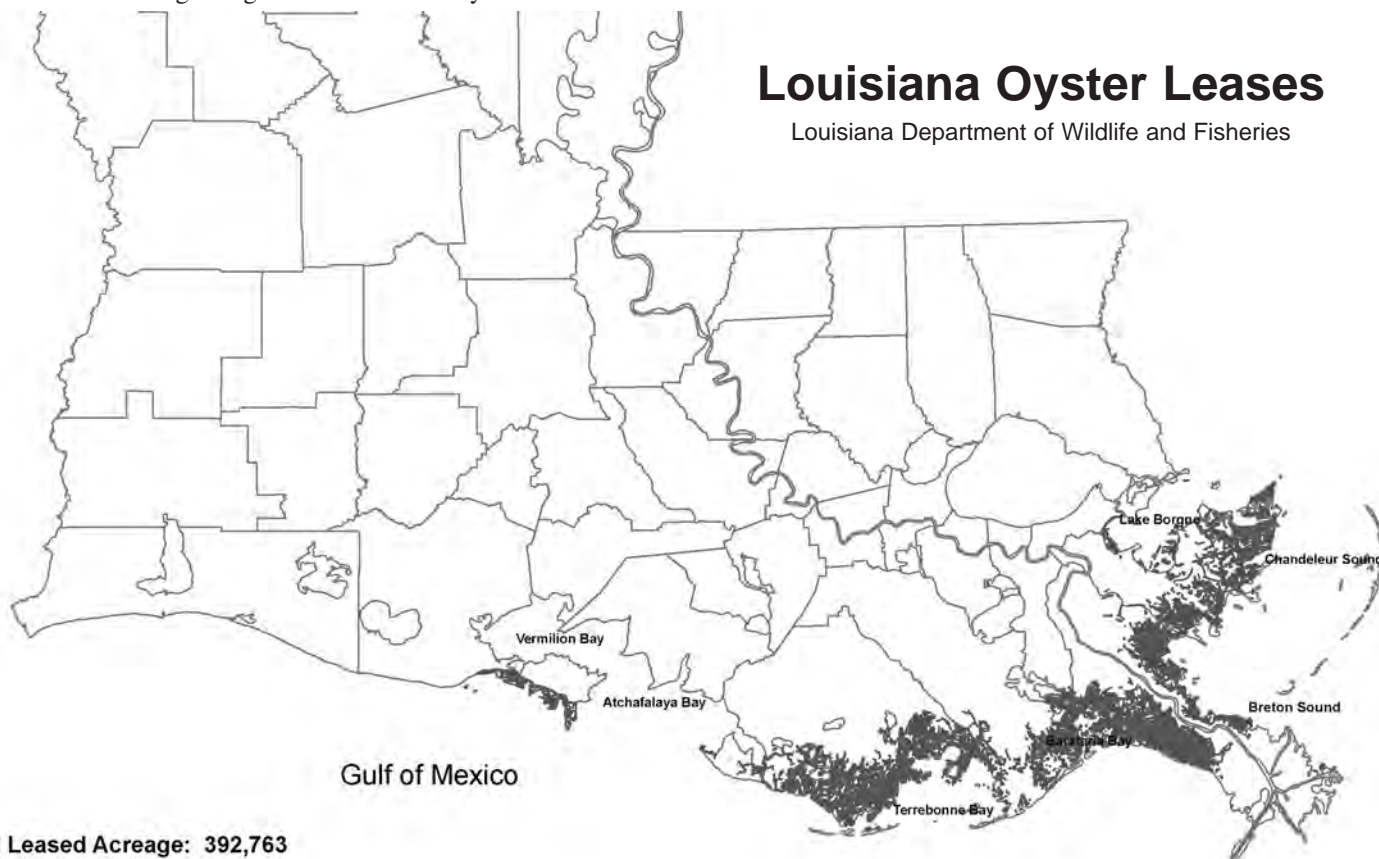 Louisiana Oyster Leases
Louisiana Department of Wildlife and Fisheries
Lake Borgne
Chandeleur Sound
Vermilion Bay
Atchafalaya Bay
Breton Sound
Barataria Bay
Gulf of Mexico
Terrebonne Bay
Leased Acreage: 392,763